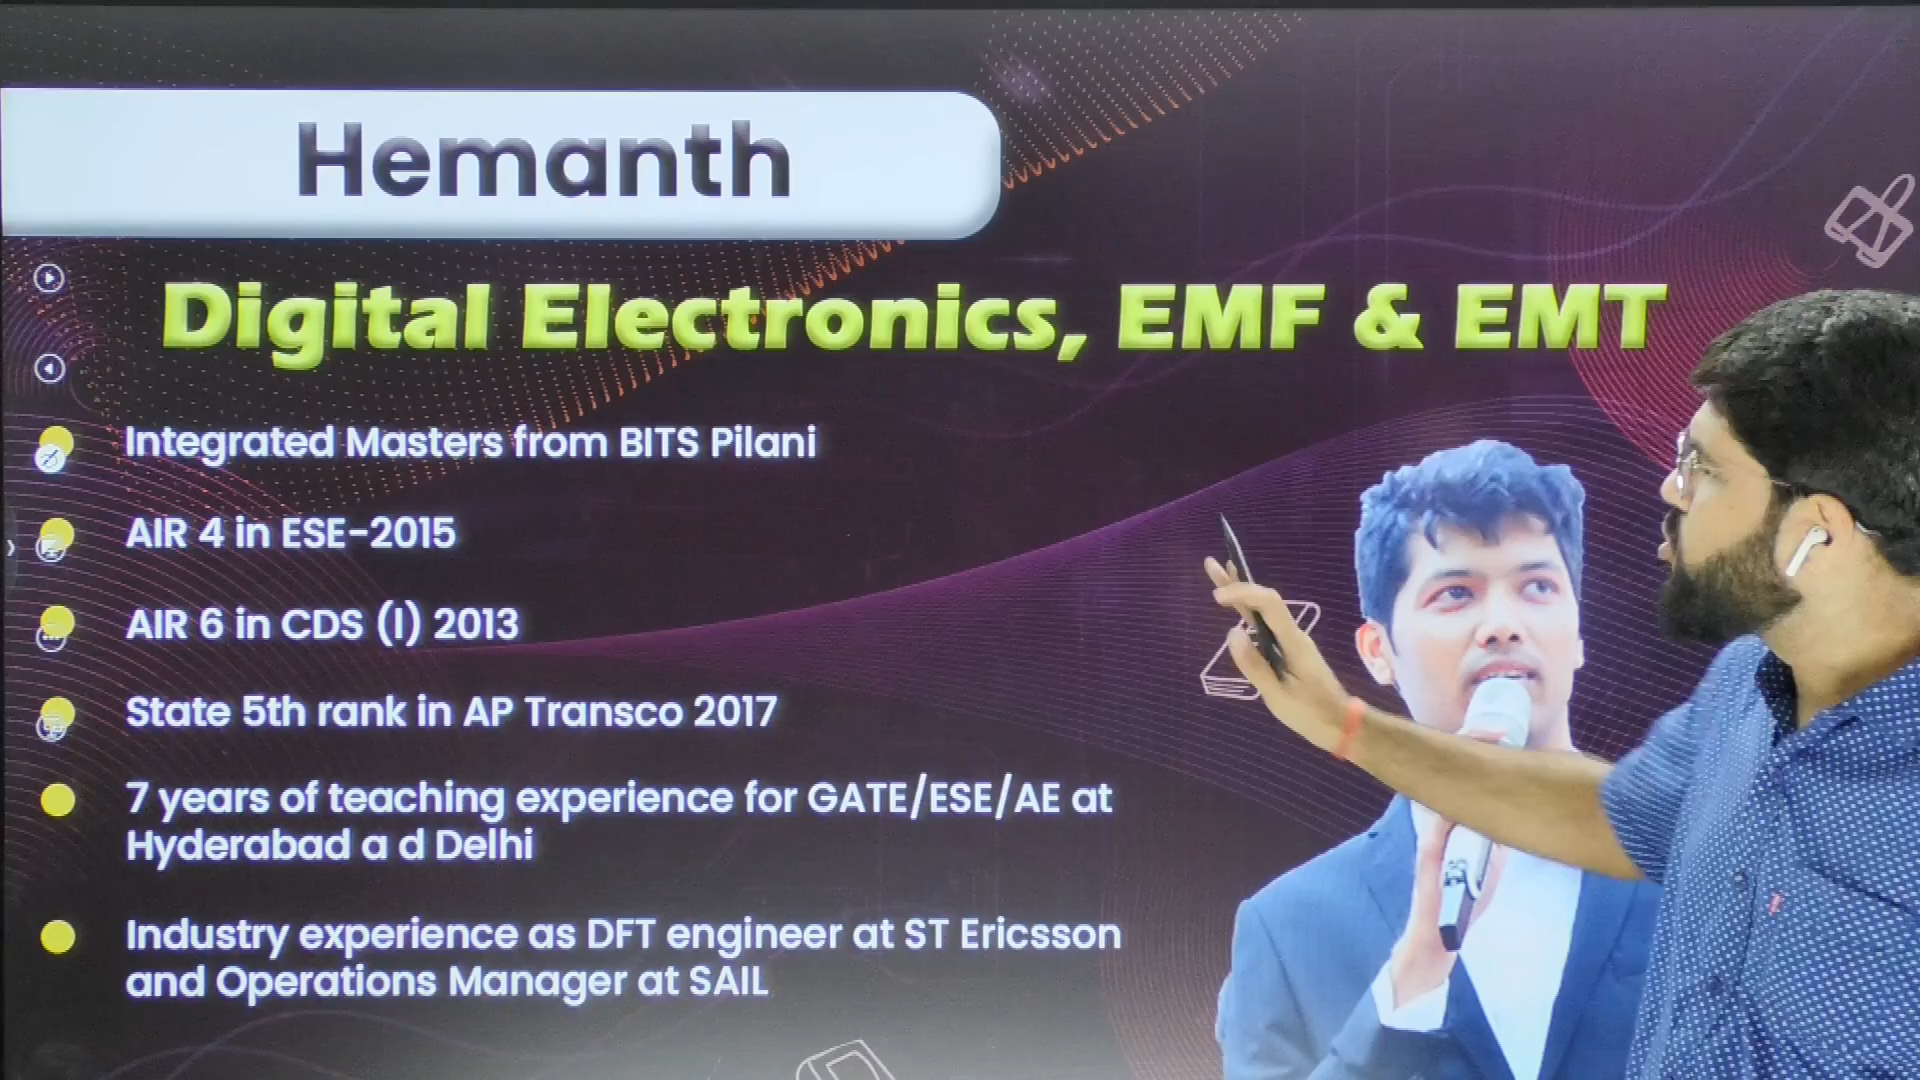 Hemanth
Digital Electronics, EMF & EMT
Integrated Masters from BITS Pilani
AIR 4 in ESE-2015
AIR 6 in CDS (I) 2013
State 5th rank in AP Transco 2017
7 years of teaching experience for GATE/ESE/AE at
Hyderabad a d Delhi
Industry experience as DFT engineer at ST Ericsson
and Operations Manager at SAIL